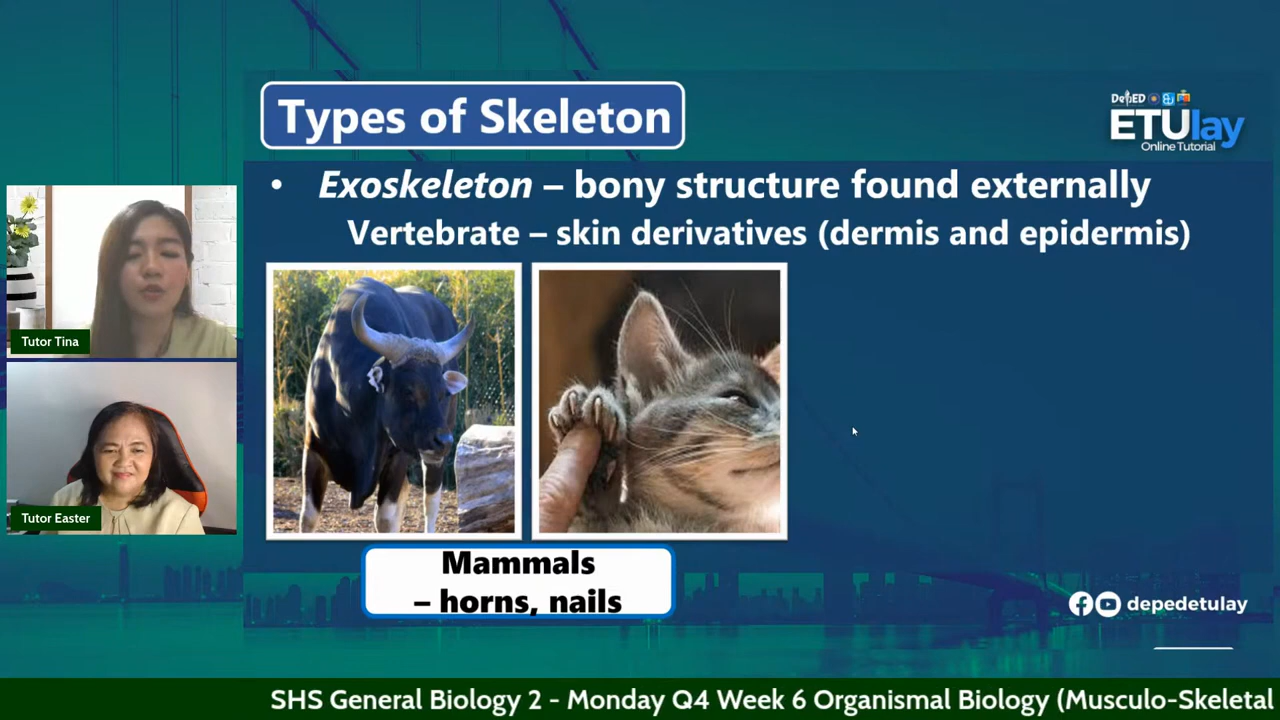 Types of Skeleton
DepED
ETUlay
Online Tutorial
• Exoskeleton – bony structure found externally
Vertebrate – skin derivatives (dermis and epidermis)
Tutor Tina
Tutor Easter
Mammals
– horns, nails
depedetulay
SHS General Biology 2 - Monday Q4 Week 6 Organismal Biology (Musculo-Skeletal